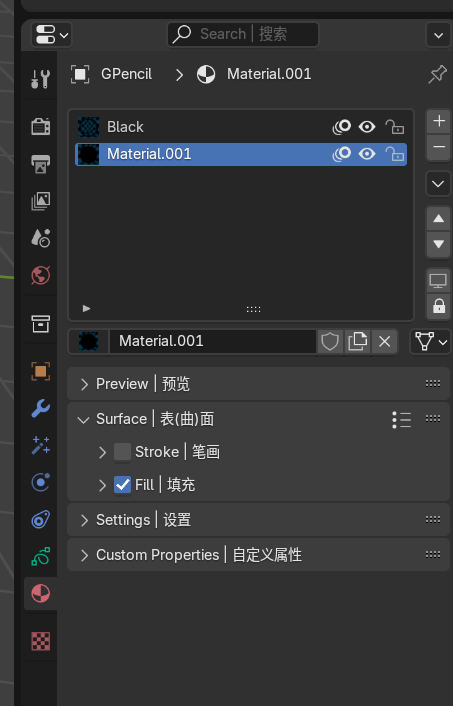 Search | 搜索
GPencil
Material.001
Black
Material.001
Material.001
Preview | 预览
Surface | 表(曲)面
Stroke | 笔画
Fill | 填充
Settings | 设置
Custom Properties | 自定义属性